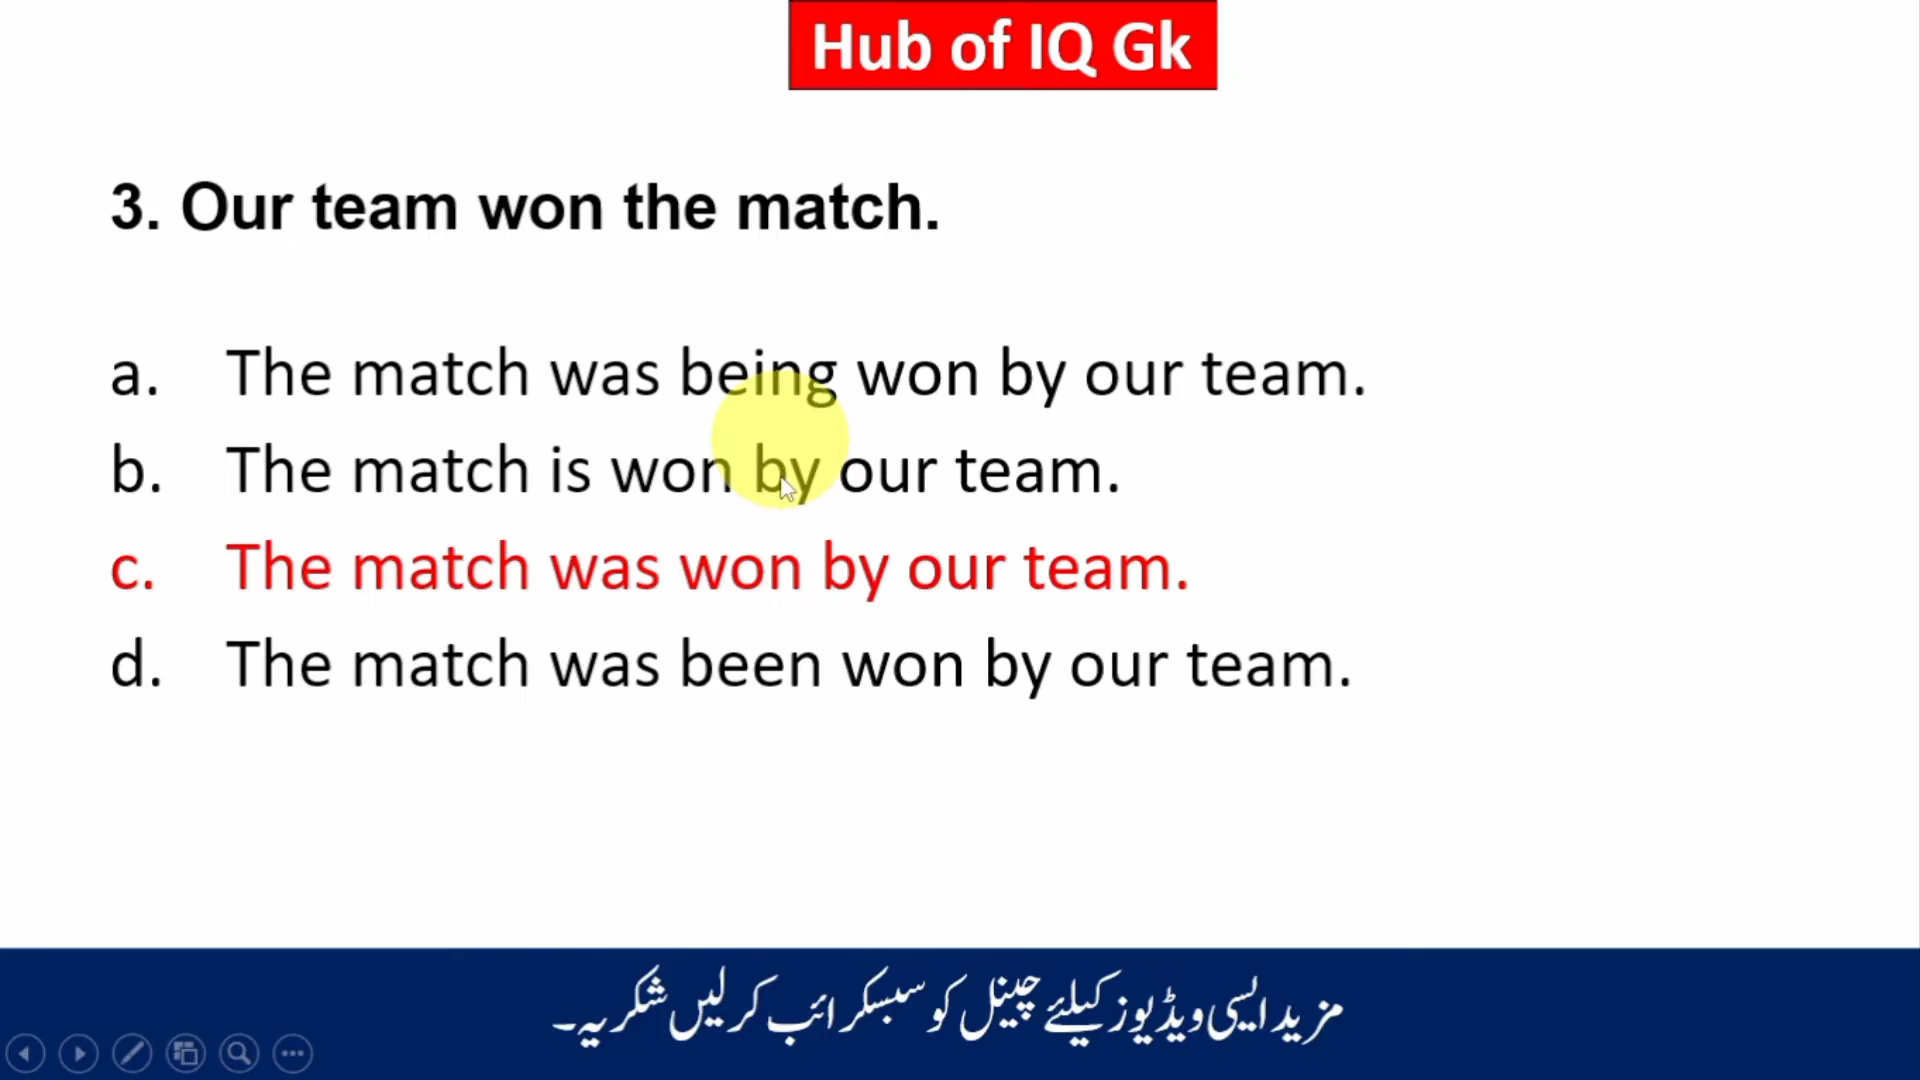 Hub of IQ Gk
3. Our team won the match.
a. The match was being won by our team.
b. The match is won by our team.
c. The match was won by our team.
d. The match was been won by our team.
مزید ایسی ویڈیوز کیلئے چینل کو سبسکرائب کر لیں شکریہ۔